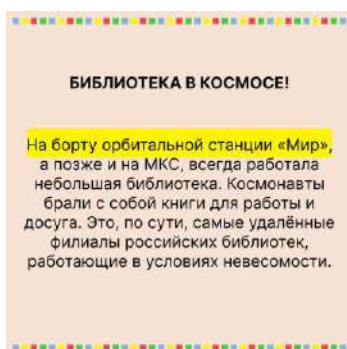 БИБЛИОТЕКА В КОСМОСЕ!
На борту орбитальной станции «Мир»,
а позже и на МКС, всегда работала
небольшая библиотека. Космонавты
брали с собой книги для работы и
досуга. Это, по сути, самые удалённые
филиалы российских библиотек,
работающие в условиях невесомости.